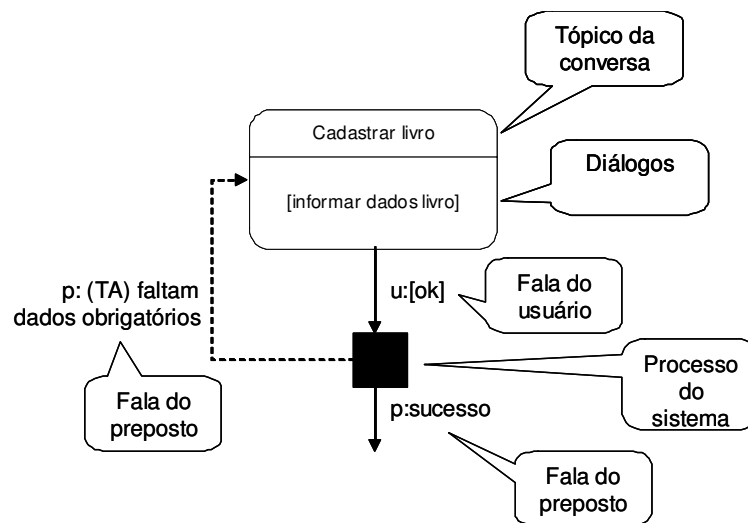 Tópico da
conversa
Cadastrar livro
Diálogos
[informar dados livro]
p: (TA) faltam
dados obrigatórios
u:[ok]
Fala do
usuário
Processo
do
sistema
Fala do
preposto
p:sucesso
Fala do
preposto